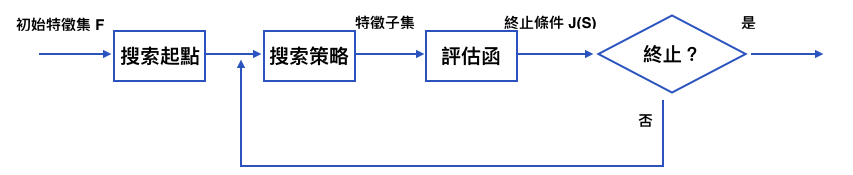 初始特徵集 F
特徵子集
終止條件 J(S)
是
搜索起點
搜索策略
評估函
終止？
否